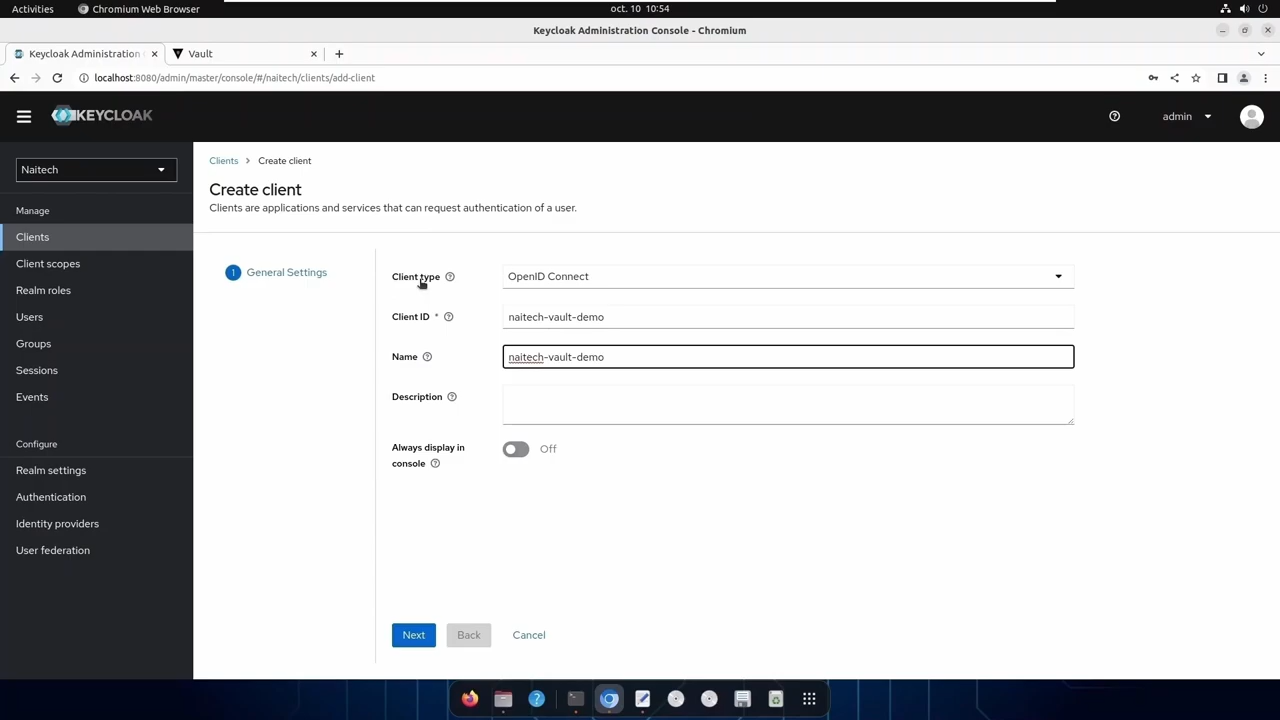 Activities
Chromium Web Browser
oct. 10 10:54
Keycloak Administration Console - Chromium
Keycloak Administration
Vault
localhost:8080/admin/master/console/#/naitech/clients/add-client
KEYCLOAK
admin
Naitech
Manage
Clients
Client scopes
Realm roles
Users
Groups
Sessions
Events
Configure
Realm settings
Authentication
Identity providers
User federation
Clients > Create client
Create client
Clients are applications and services that can request authentication of a user.
1 General Settings
Client type OpenID Connect
Client ID * naitech-vault-demo
Name naitech-vault-demo
Description
Always display in
console
Off
Next Back Cancel